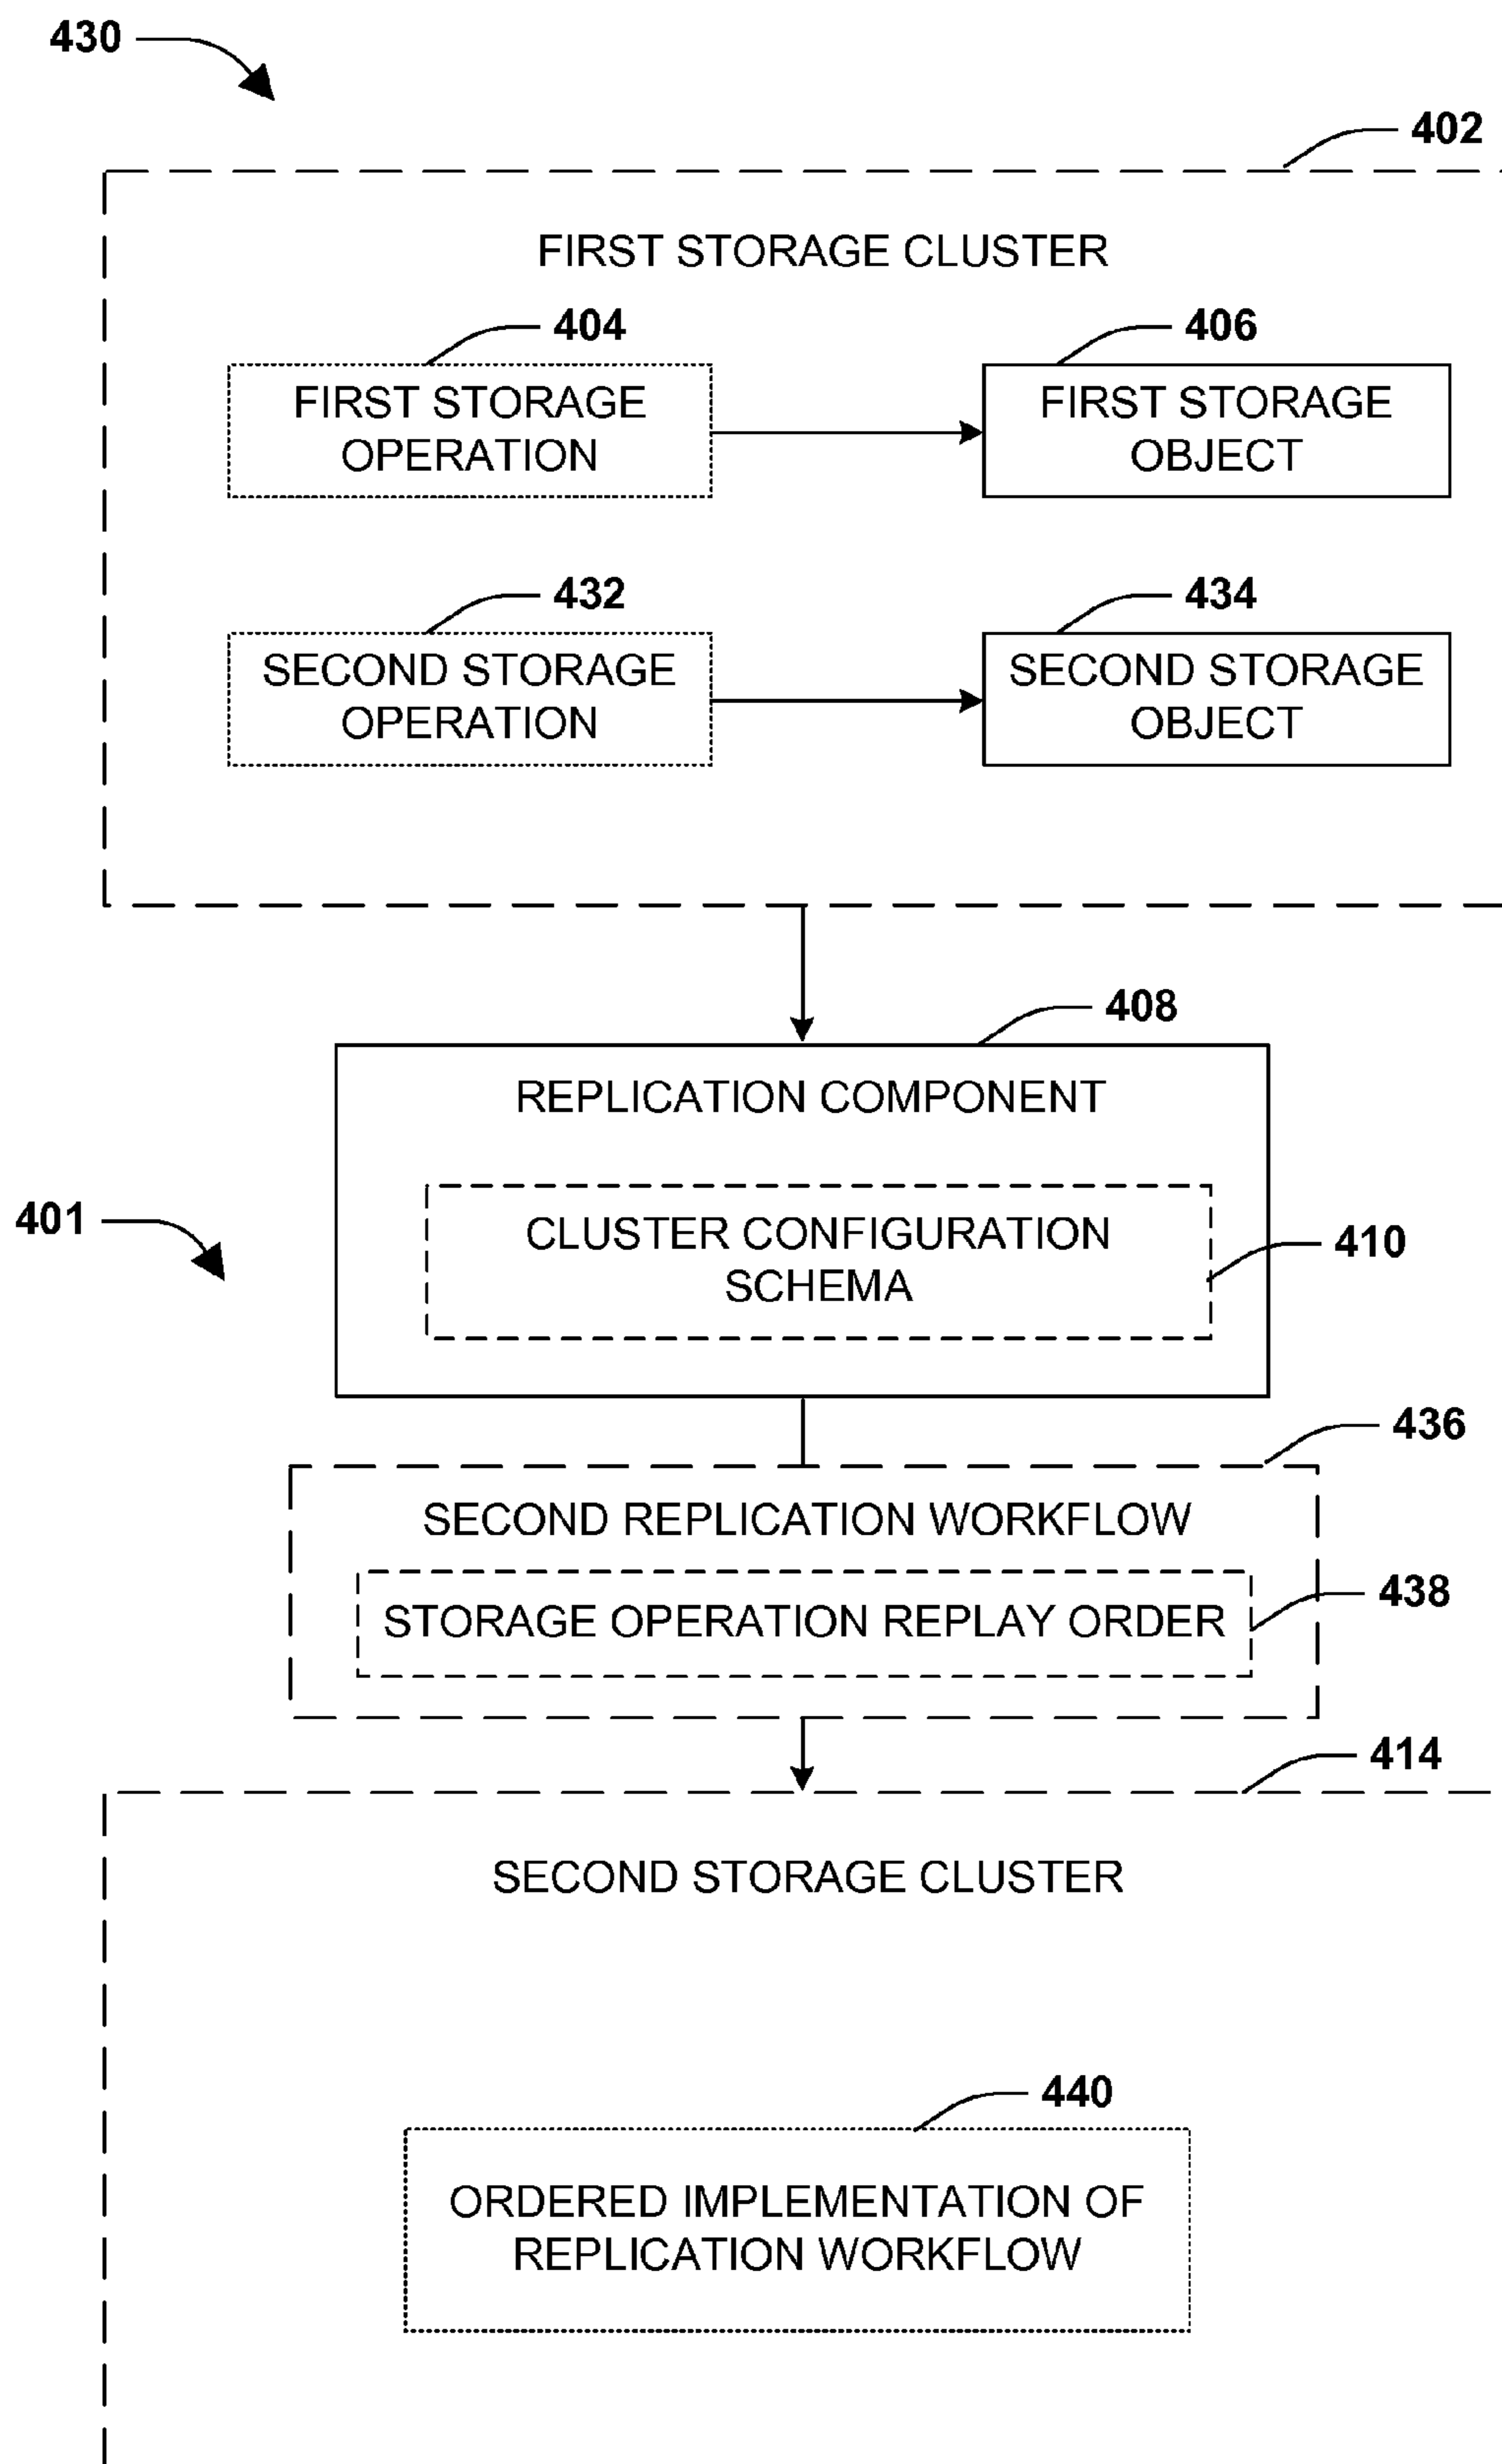 430
402
FIRST STORAGE CLUSTER
404
406
FIRST STORAGE
OPERATION
FIRST STORAGE
OBJECT
432
434
SECOND STORAGE
OPERATION
SECOND STORAGE
OBJECT
408
REPLICATION COMPONENT
401
CLUSTER CONFIGURATION
SCHEMA
410
436
SECOND REPLICATION WORKFLOW
438
STORAGE OPERATION REPLAY ORDER
414
SECOND STORAGE CLUSTER
440
ORDERED IMPLEMENTATION OF
REPLICATION WORKFLOW